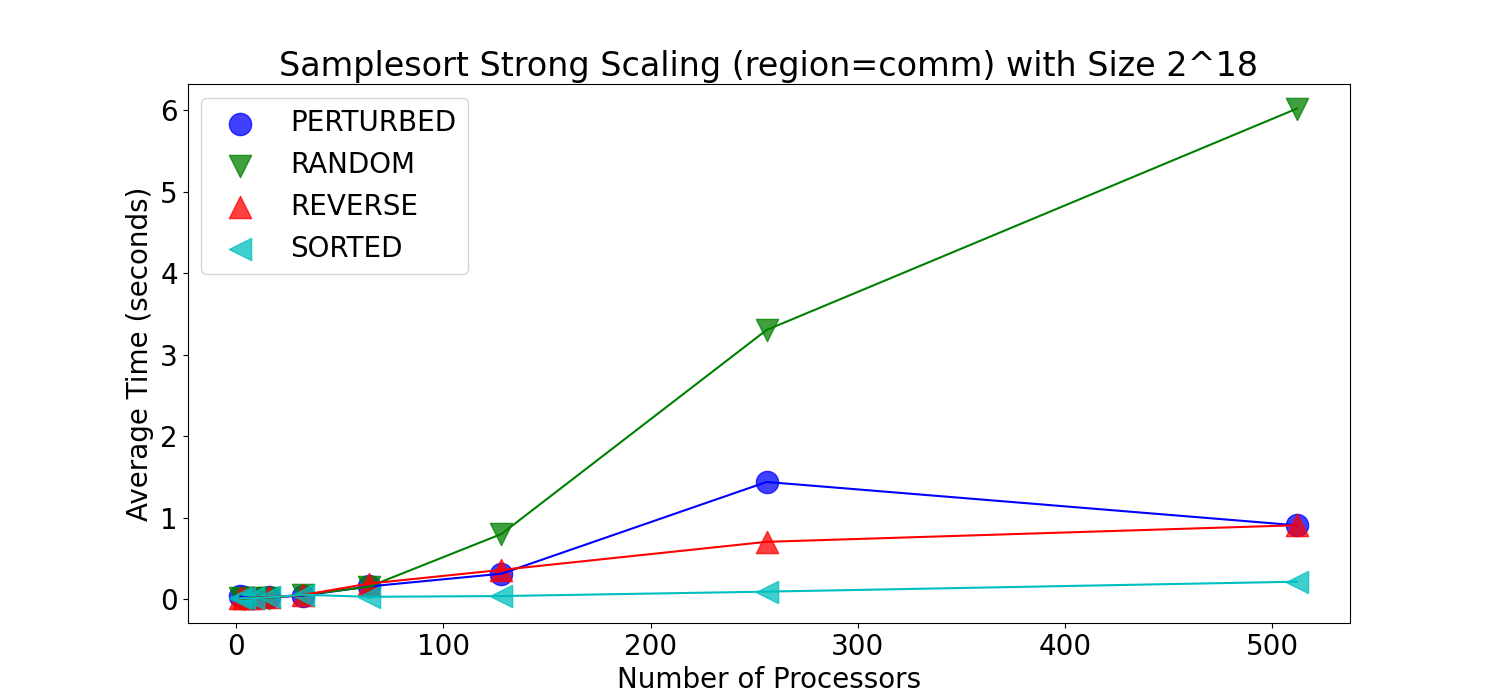 Samplesort Strong Scaling (region=comm) with Size 2^18
PERTURBED
RANDOM
REVERSE
SORTED
Average Time (seconds)
6
5
4
3
2
1
0
0 100 200 300 400 500
Number of Processors